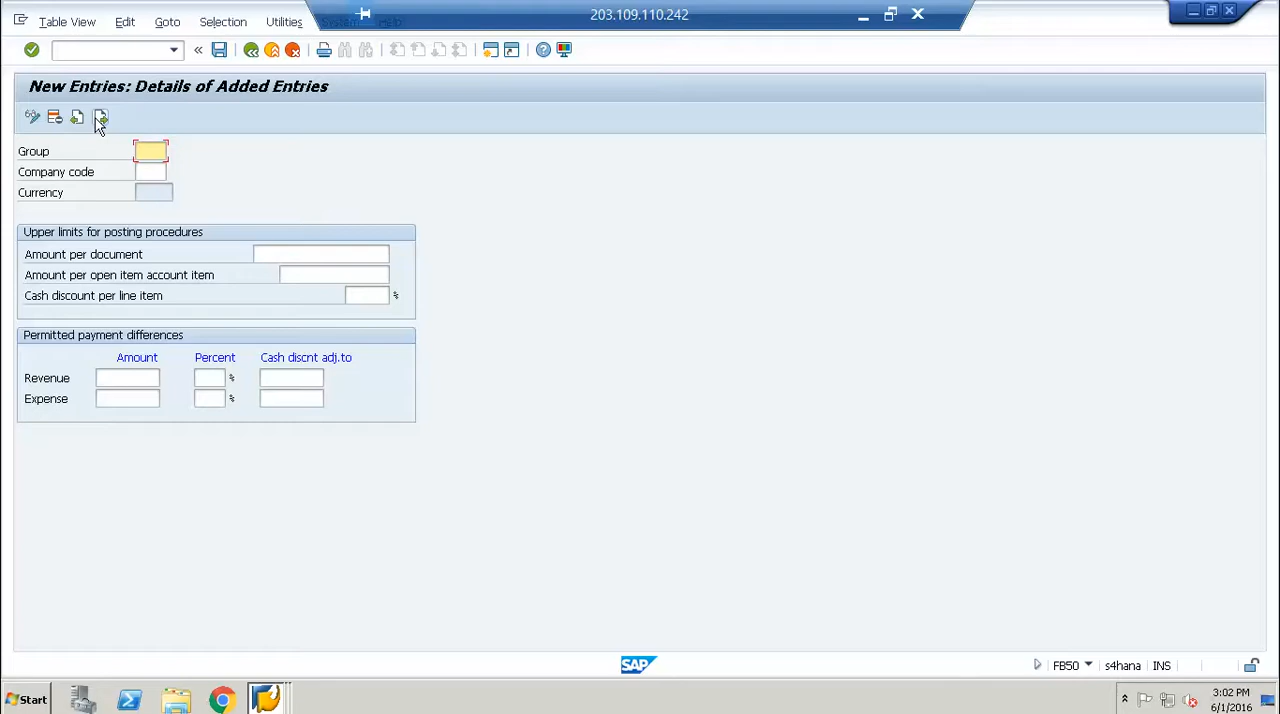 Table View Edit Goto Selection Utilities System Help
203.109.110.242
New Entries: Details of Added Entries
Group
Company code
Currency
Upper limits for posting procedures
Amount per document
Amount per open item account item
Cash discount per line item %
Permitted payment differences
Amount Percent Cash discnt adj.to
Revenue %
Expense %
SAP
FB50 s4hana INS
Start
3:02 PM
6/1/2016